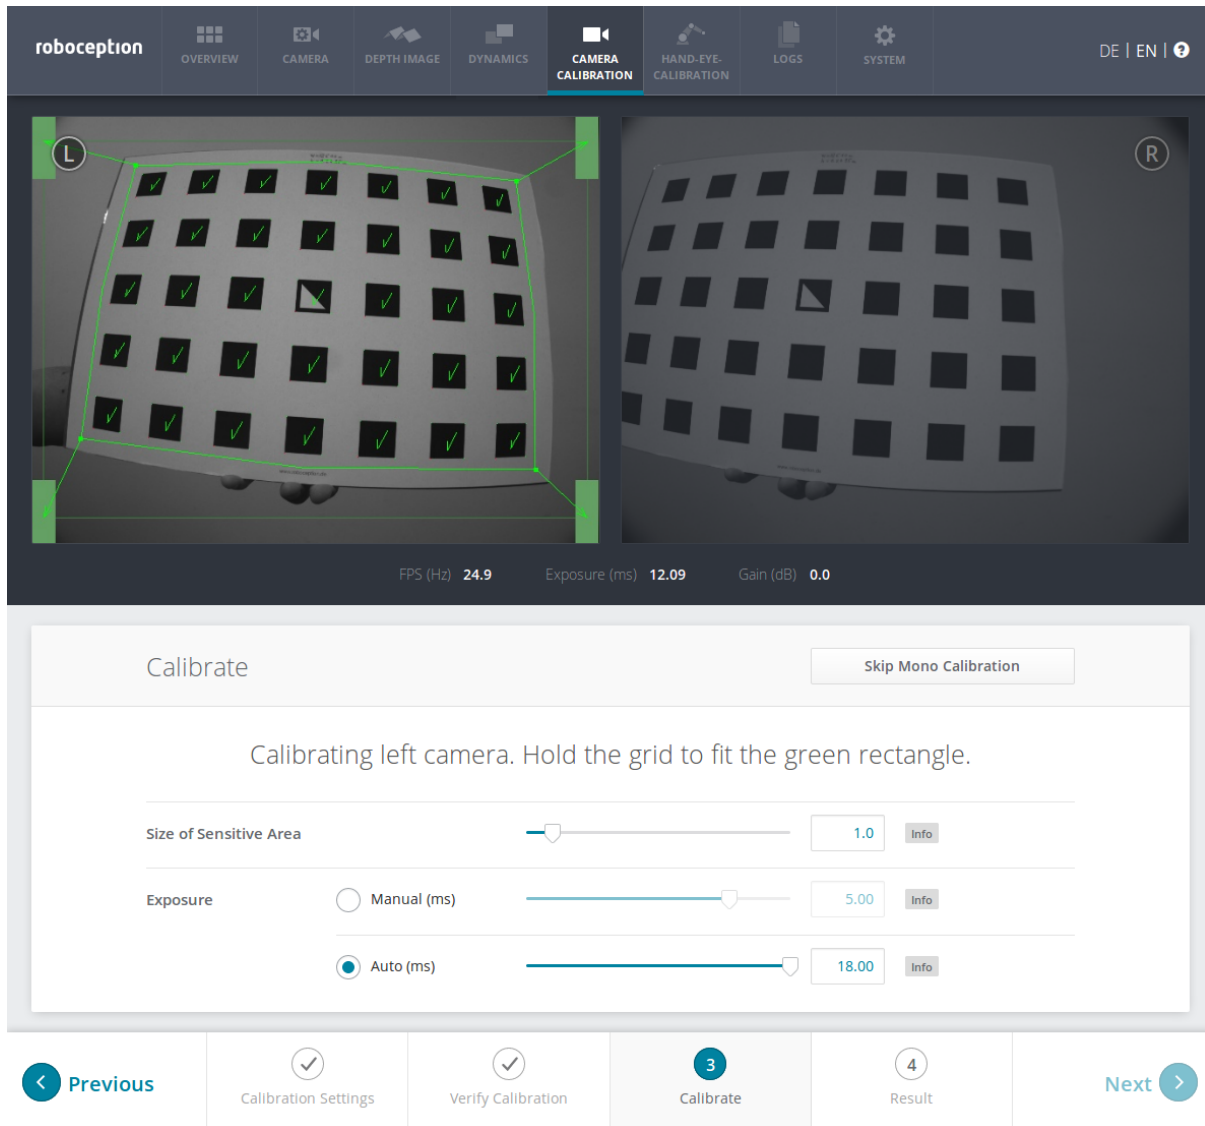 roboception
OVERVIEW
CAMERA
DEPTH IMAGE
DYNAMICS
CAMERA
CALIBRATION
HAND-EYE-
CALIBRATION
LOGS
SYSTEM
DE | EN | ?
L
R
FPS (Hz) 24.9 Exposure (ms) 12.09 Gain (dB) 0.0
Calibrate
Skip Mono Calibration
Calibrating left camera. Hold the grid to fit the green rectangle.
Size of Sensitive Area 1.0 Info
Exposure Manual (ms) 5.00 Info
Auto (ms) 18.00 Info
Previous
Calibration Settings
Verify Calibration
3
Calibrate
4
Result
Next